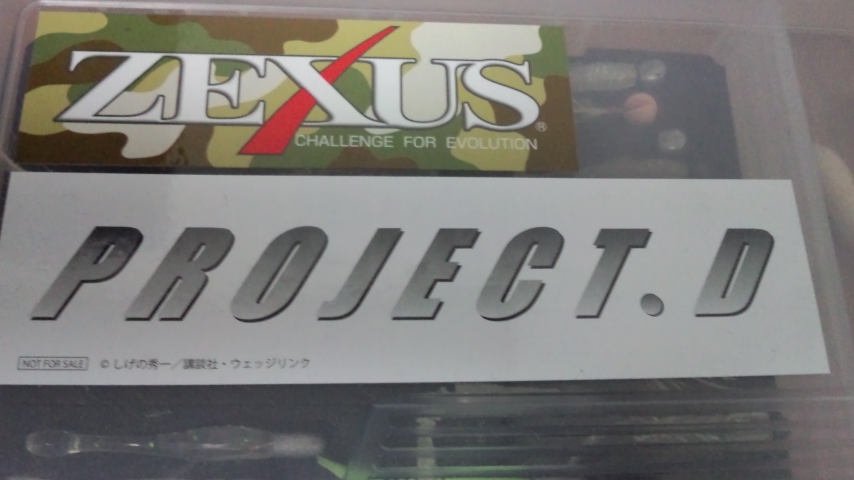 ZEXUS®
CHALLENGE FOR EVOLUTION
PROJECT.D
NOT FOR SALE © しげの秀一/講談社・ウェッジリンク